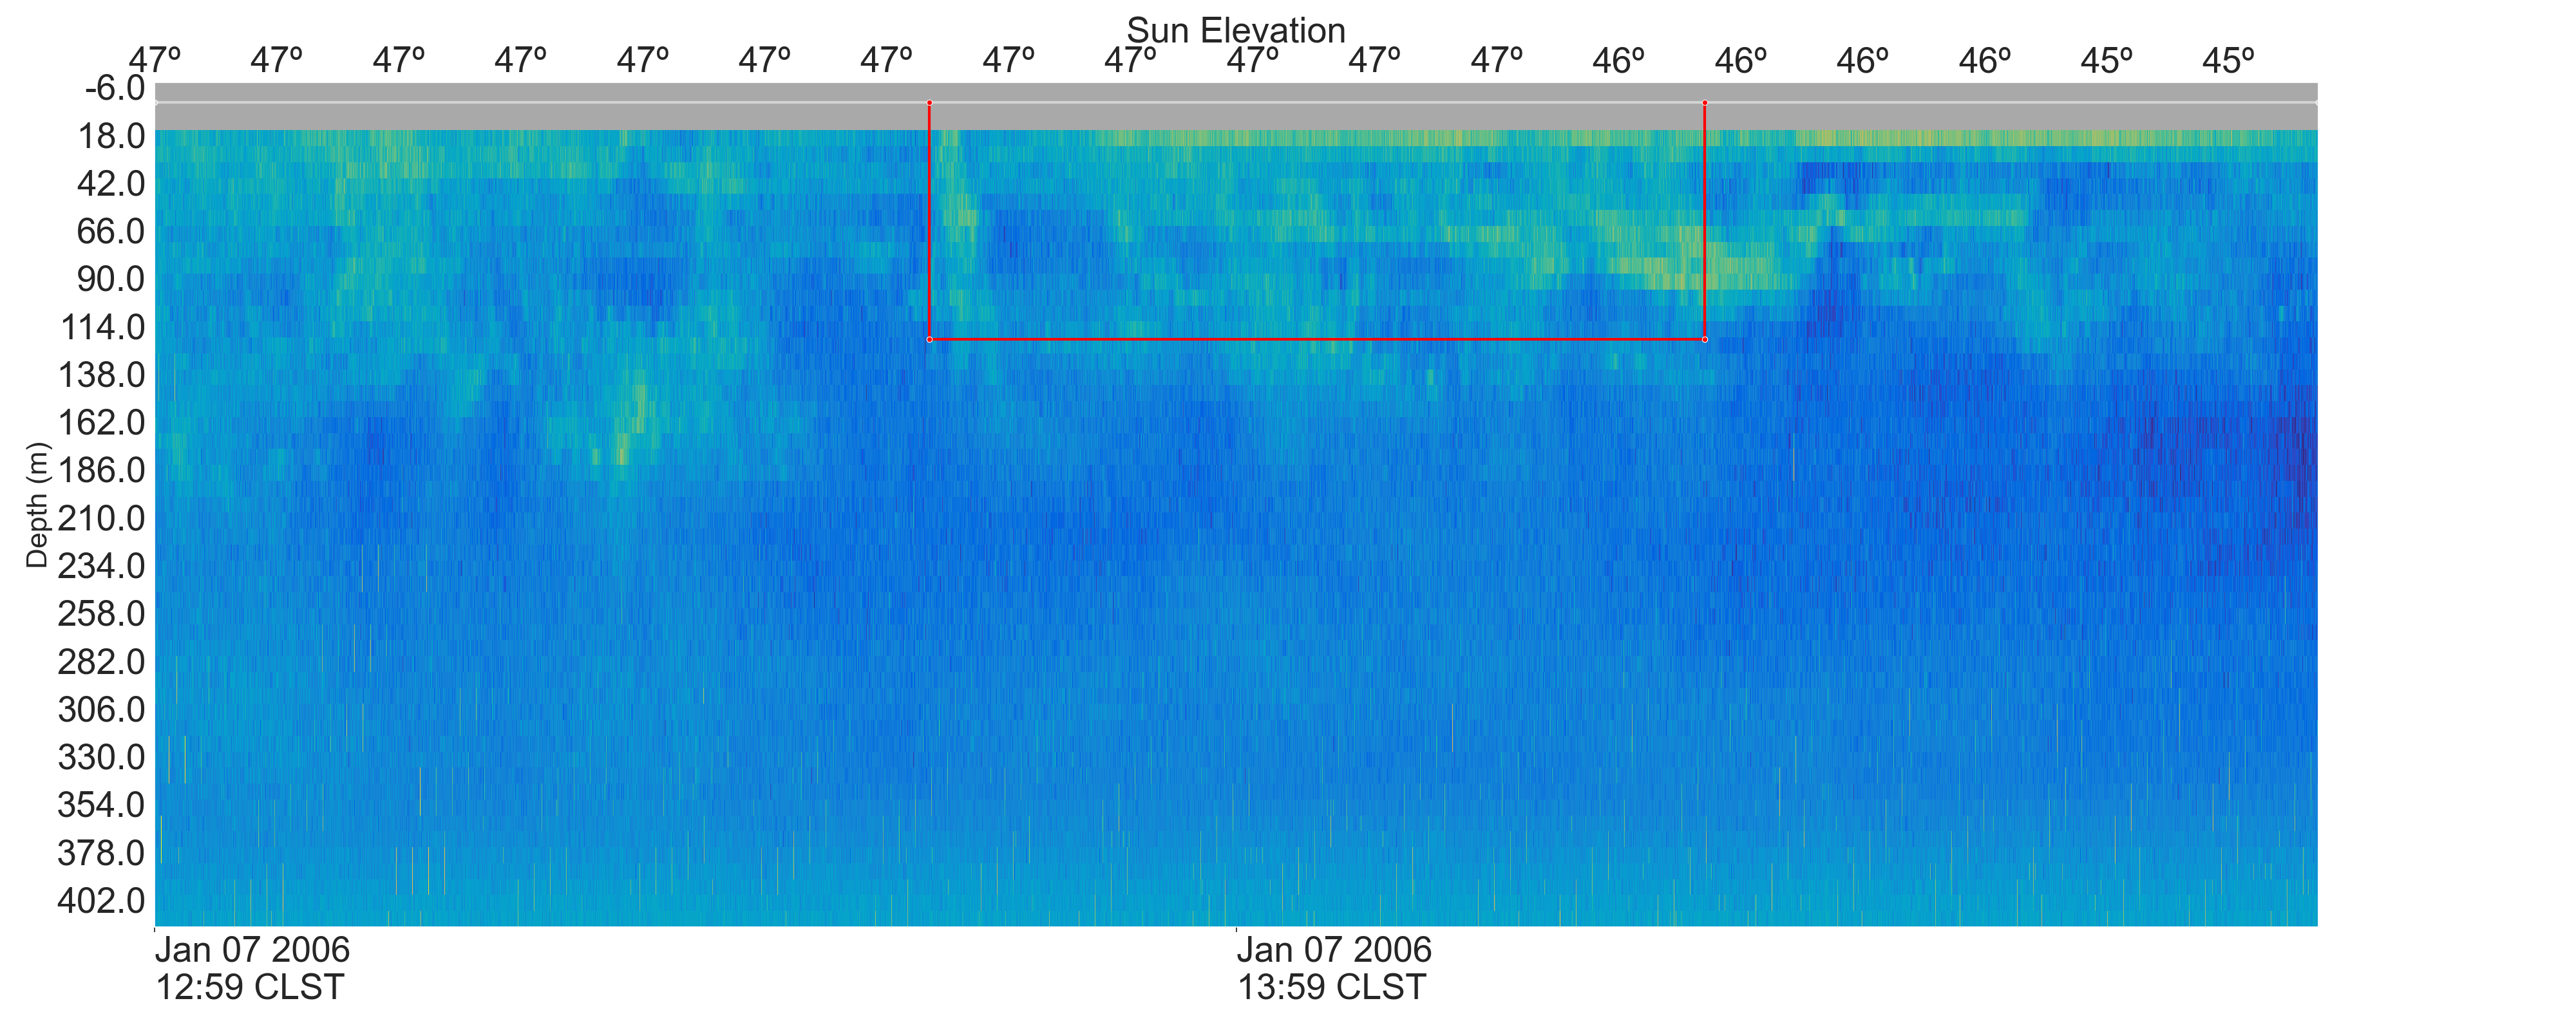 Sun Elevation
47º 47º 47º 47º 47º 47º 47º 47º 47º 47º 47º 47º 46º 46º 46º 46º 45º 45º
-6.0
18.0
42.0
66.0
90.0
114.0
138.0
162.0
186.0
210.0
234.0
258.0
282.0
306.0
330.0
354.0
378.0
402.0
Depth (m)
Jan 07 2006
12:59 CLST
Jan 07 2006
13:59 CLST